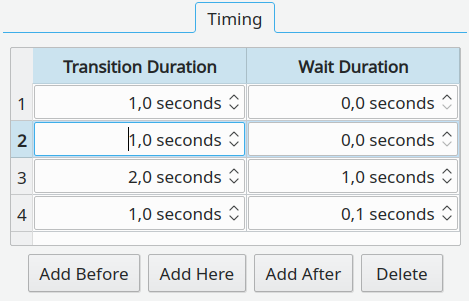 Timing
Transition Duration Wait Duration
1 1,0 seconds 0,0 seconds
2 1,0 seconds 0,0 seconds
3 2,0 seconds 1,0 seconds
4 1,0 seconds 0,1 seconds
Add Before Add Here Add After Delete